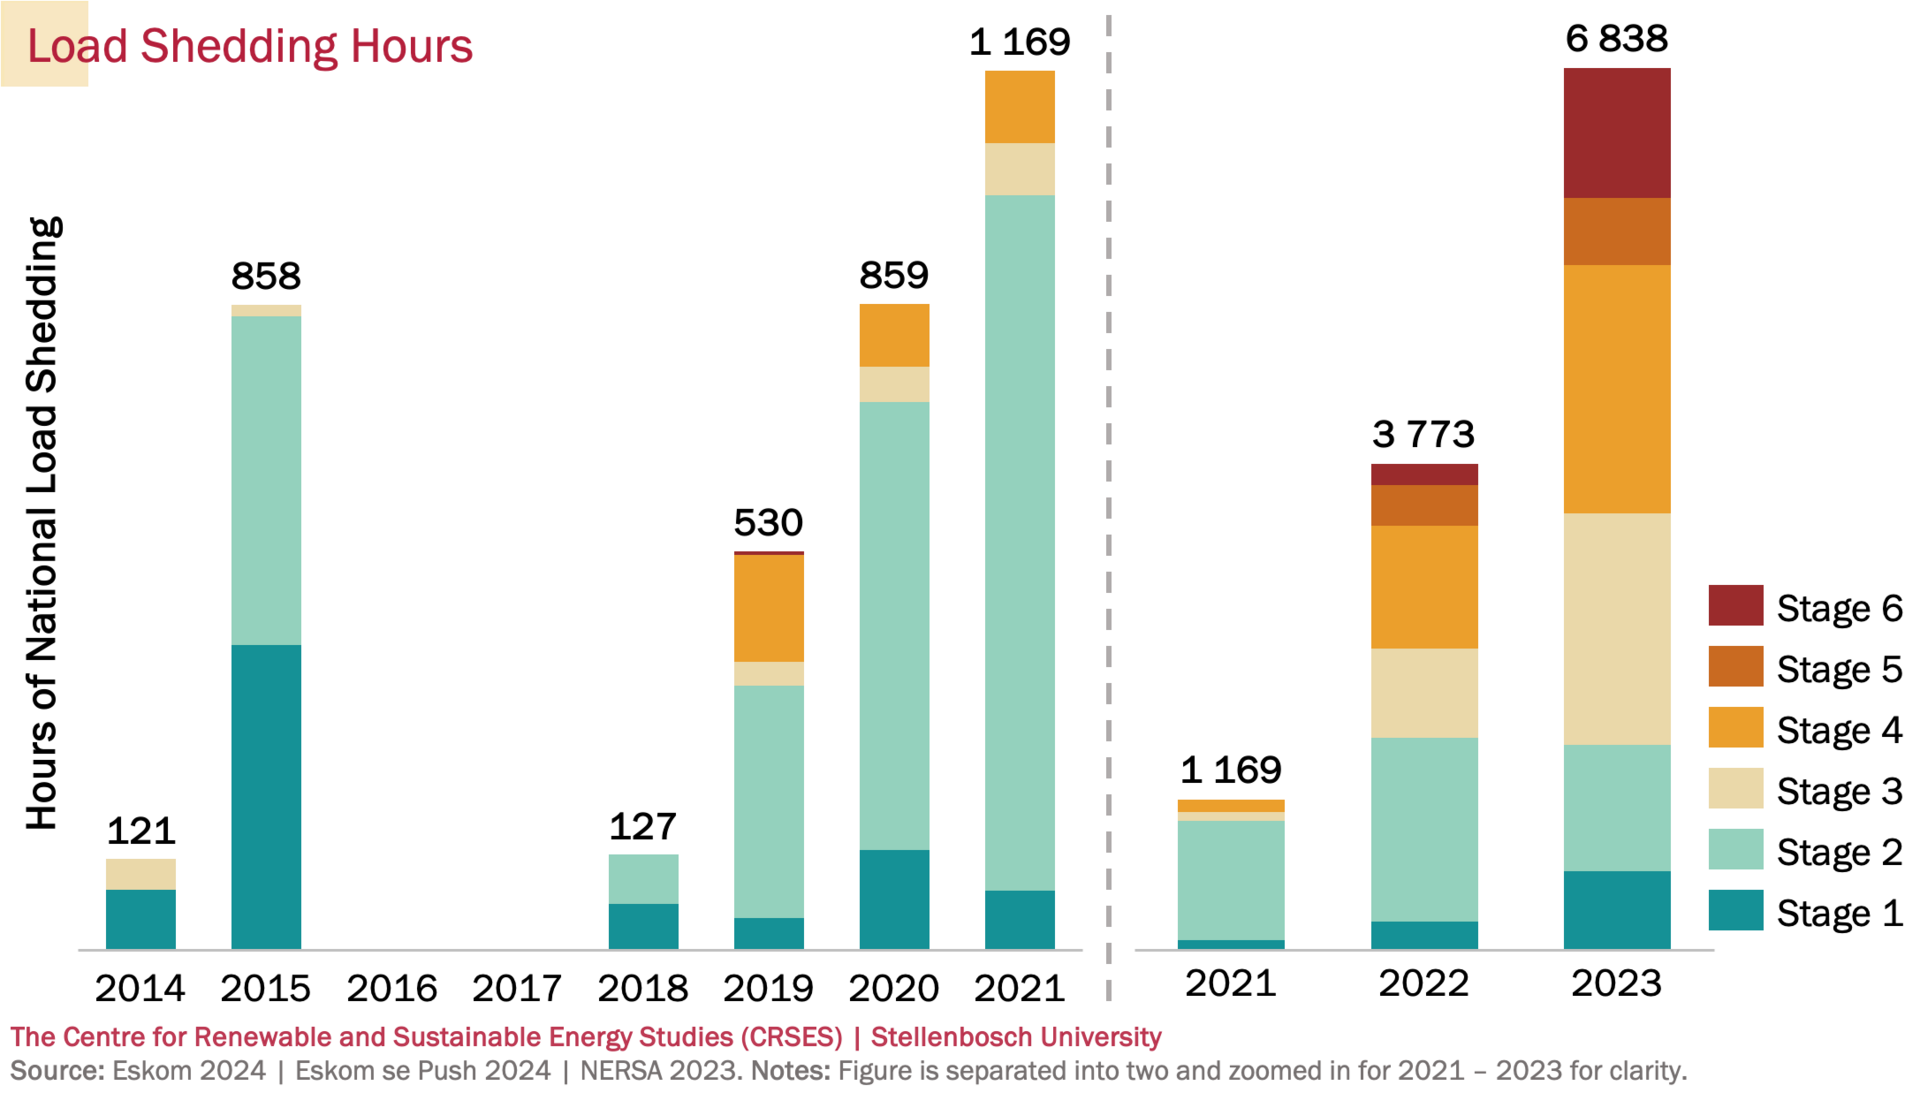 Load Shedding Hours
Hours of National Load Shedding
121
858
127
530
859
1 169
1 169
3 773
6 838
2014 2015 2016 2017 2018 2019 2020 2021
2021 2022 2023
Stage 6
Stage 5
Stage 4
Stage 3
Stage 2
Stage 1
The Centre for Renewable and Sustainable Energy Studies (CRSES) | Stellenbosch University
Source: Eskom 2024 | Eskom se Push 2024 | NERSA 2023. Notes: Figure is separated into two and zoomed in for 2021 – 2023 for clarity.